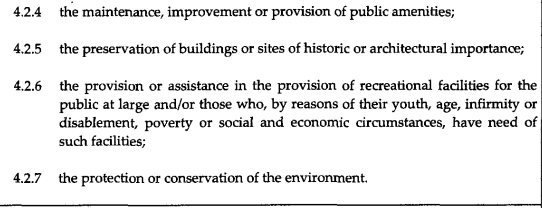 4.2.4 the maintenance, improvement or provision of public amenities;
4.2.5 the preservation of buildings or sites of historic or architectural importance;
4.2.6 the provision or assistance in the provision of recreational facilities for the
public at large and/or those who, by reasons of their youth, age, infirmity or
disablement, poverty or social and economic circumstances, have need of
such facilities;
4.2.7 the protection or conservation of the environment.